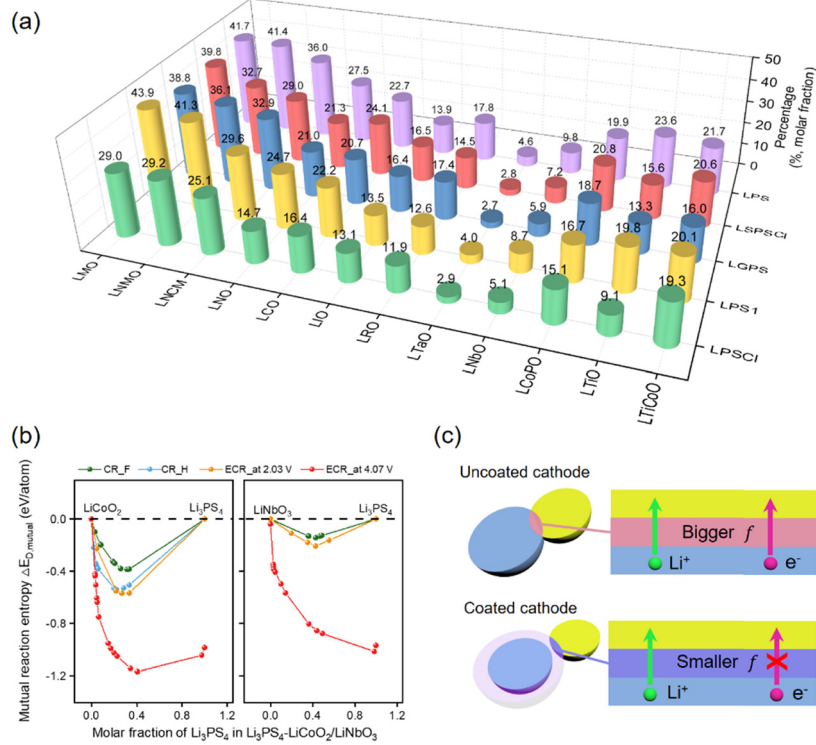 (a)
41.7 41.4 36.0 27.5 22.7 13.9 17.8 4.6 9.8 19.9 23.6 21.7
39.8 32.7 29.0 21.3 24.1 16.5 14.5 2.8 7.2 20.8 15.6 20.6
38.8 36.1 32.9 21.0 20.7 16.4 17.4 2.7 5.9 18.7 13.3 16.0
43.9 41.3 29.6 24.7 22.2 13.5 12.6 4.0 8.7 16.7 19.8 20.1
29.0 29.2 25.1 14.7 16.4 13.1 11.9 2.9 5.1 15.1 9.1 19.3
50
40
30
20
10
0
Percentage
(%, molar fraction)
LPS
LSPSCl
LGPS
LPS1
LPSCl
LMO
LNMO
LNCM
LNO
LCO
LIO
LRO
LTaO
LNbO
LCoPO
LTiO
LTiCoO
(b)
CR_F CR_H ECR_at 2.03 V ECR_at 4.07 V
Mutual reaction entropy △E_D,mutual (eV/atom)
LiCoO₂ Li₃PS₄
LiNbO₃ Li₃PS₄
0.0
-0.4
-0.8
-1.2
0.0 0.4 0.8 1.2
0.0 0.4 0.8 1.2
Molar fraction of Li₃PS₄ in Li₃PS₄-LiCoO₂/LiNbO₃
(c)
Uncoated cathode
Bigger f
Li⁺ e⁻
Coated cathode
Smaller f
Li⁺ e⁻